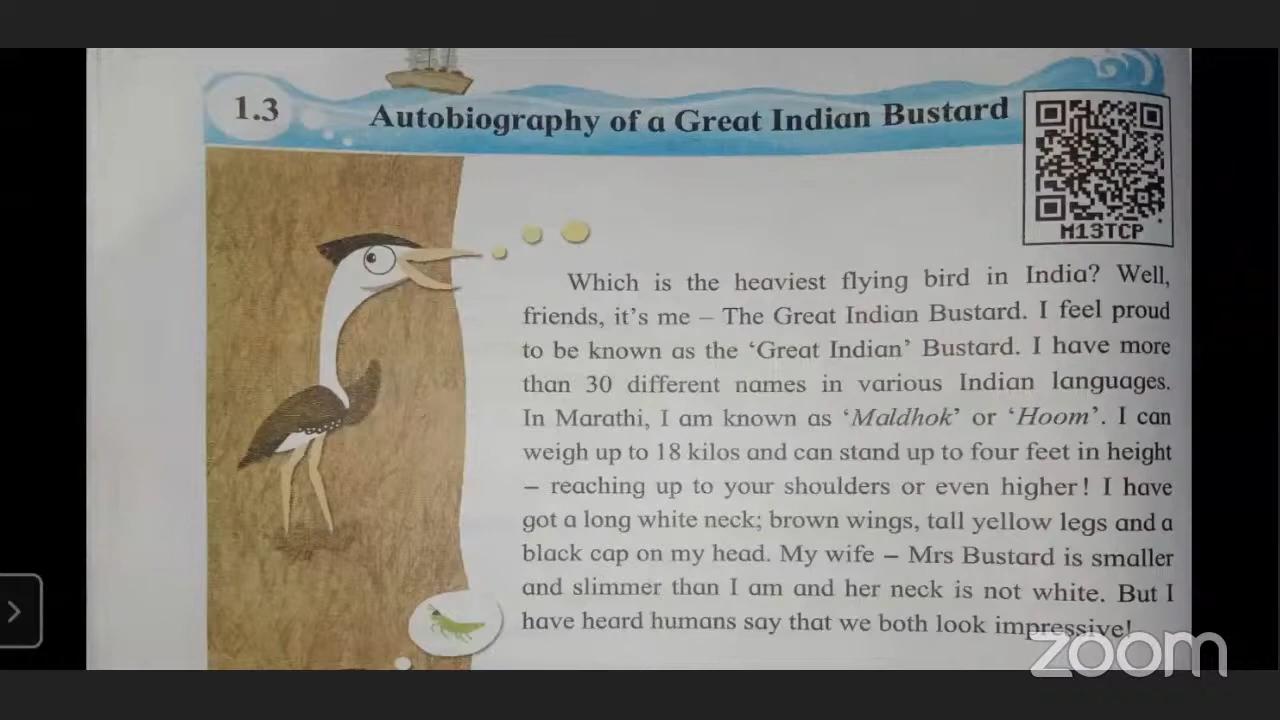 1.3
Autobiography of a Great Indian Bustard
M13TCP
Which is the heaviest flying bird in India? Well,
friends, it's me – The Great Indian Bustard. I feel proud
to be known as the ‘Great Indian’ Bustard. I have more
than 30 different names in various Indian languages.
In Marathi, I am known as ‘Maldhok’ or ‘Hoom’. I can
weigh up to 18 kilos and can stand up to four feet in height
– reaching up to your shoulders or even higher! I have
got a long white neck; brown wings, tall yellow legs and a
black cap on my head. My wife – Mrs Bustard is smaller
and slimmer than I am and her neck is not white. But I
have heard humans say that we both look impressive!
zoom